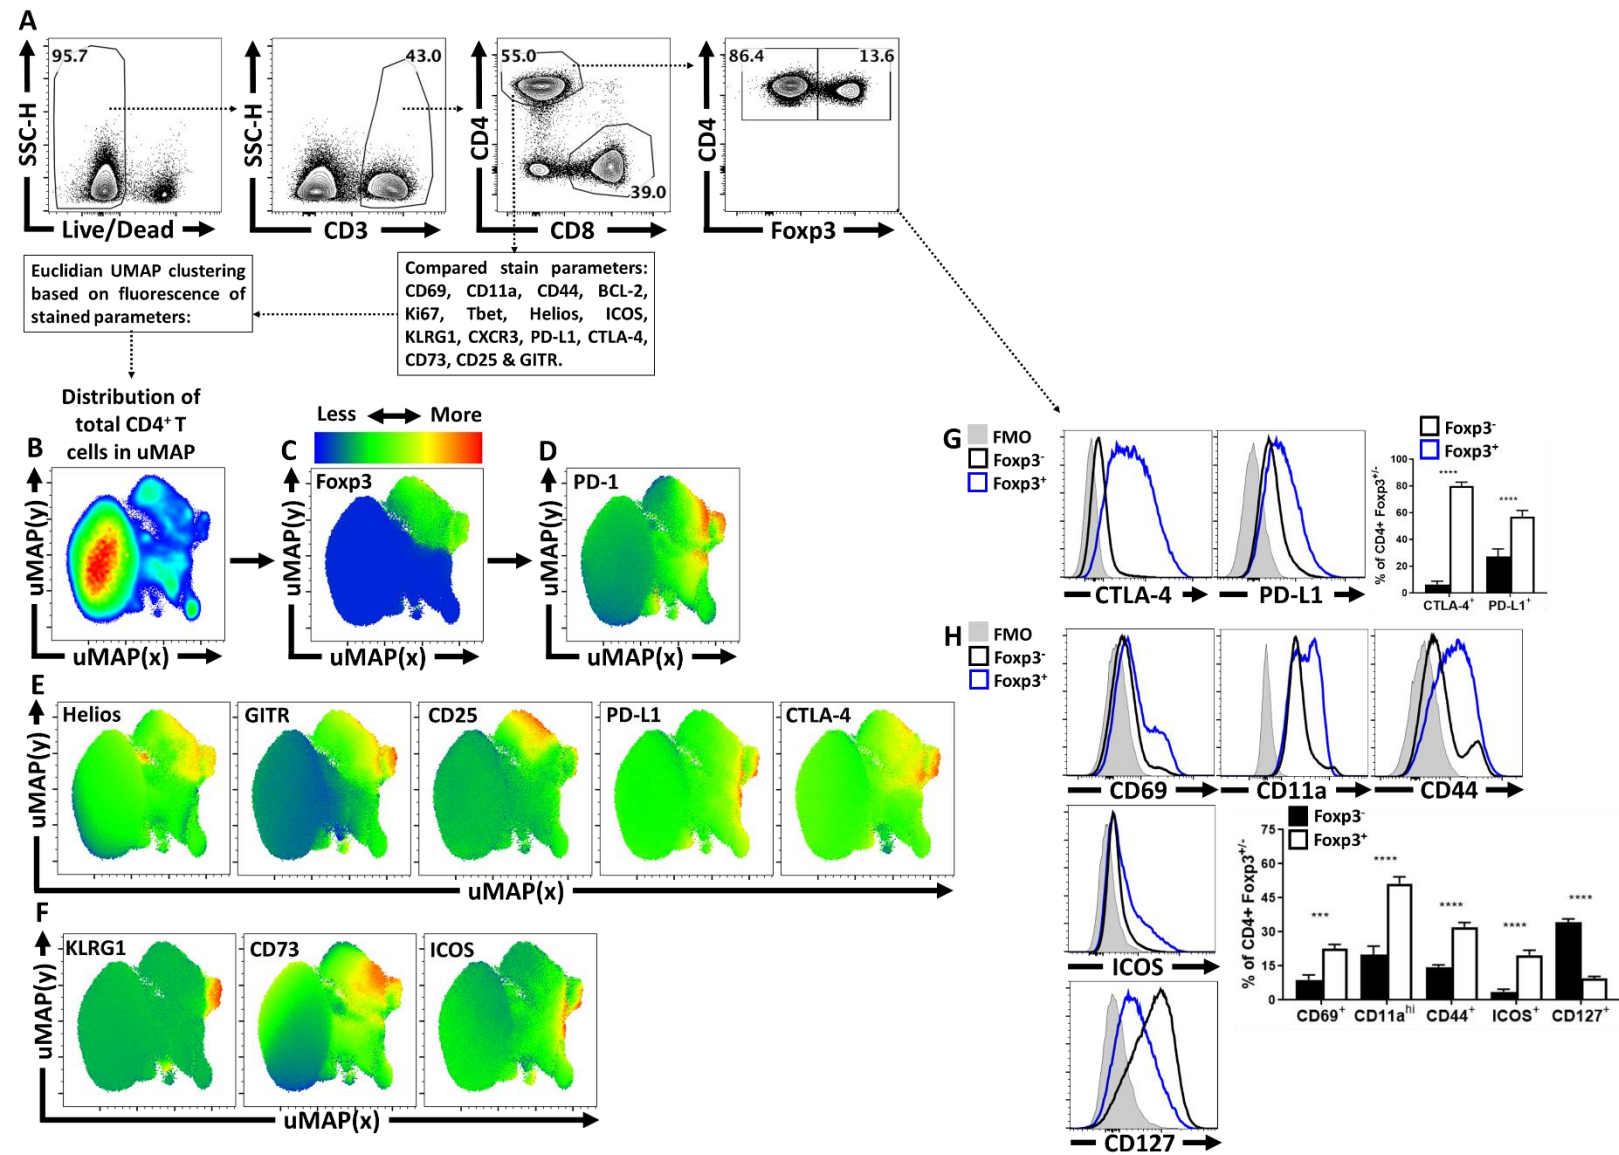 A
95.7
SSC-H
Live/Dead
43.0
SSC-H
CD3
55.0
39.0
CD4
CD8
86.4
13.6
CD4
Foxp3
Euclidian UMAP clustering
based on fluorescence of
stained parameters:
Compared stain parameters:
CD69, CD11a, CD44, BCL-2,
Ki67, Tbet, Helios, ICOS,
KLRG1, CXCR3, PD-L1, CTLA-4,
CD73, CD25 & GITR.
Distribution of
total CD4⁺ T
cells in uMAP
Less
More
B
uMAP(y)
uMAP(x)
C
Foxp3
uMAP(y)
uMAP(x)
D
PD-1
uMAP(y)
uMAP(x)
E
Helios
GITR
CD25
PD-L1
CTLA-4
uMAP(y)
uMAP(x)
F
KLRG1
CD73
ICOS
uMAP(y)
uMAP(x)
G
FMO
Foxp3⁻
Foxp3⁺
CTLA-4
PD-L1
Foxp3⁻
Foxp3⁺
% of CD4+ Foxp3⁺/⁻
100
80
60
40
20
0
****
****
CTLA-4⁺
PD-L1⁺
H
FMO
Foxp3⁻
Foxp3⁺
CD69
CD11a
CD44
ICOS
CD127
Foxp3⁻
Foxp3⁺
% of CD4+ Foxp3⁺/⁻
75
60
45
30
15
0
***
****
****
****
****
CD69⁺
CD11aʰⁱ
CD44⁺
ICOS⁺
CD127⁺